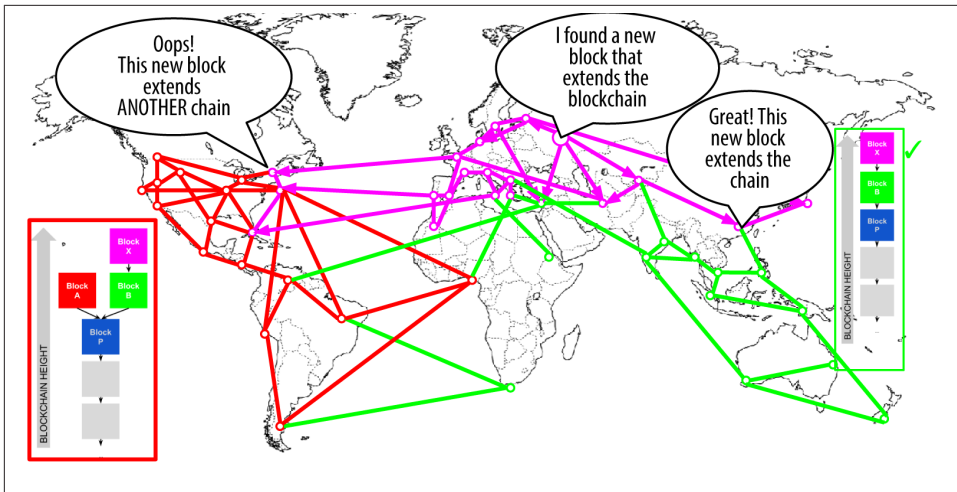 Oops!
This new block
extends
ANOTHER chain
I found a new
block that
extends the
blockchain
Great! This
new block
extends the
chain
BLOCKCHAIN HEIGHT
Block
X
Block
A
Block
B
Block
P
BLOCKCHAIN HEIGHT
Block
X
Block
B
Block
P